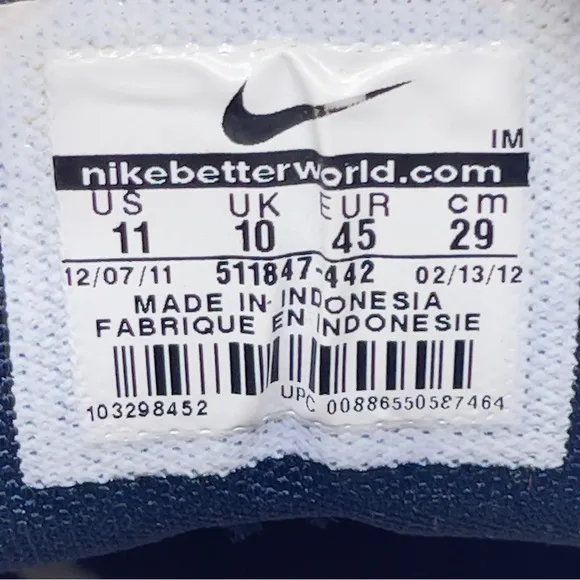 IM
nikebetterworld.com
US UK EUR cm
11 10 45 29
12/07/11 511847-442 02/13/12
MADE IN INDONESIA
FABRIQUE EN INDONESIE
103298452 UPC 00886550587464